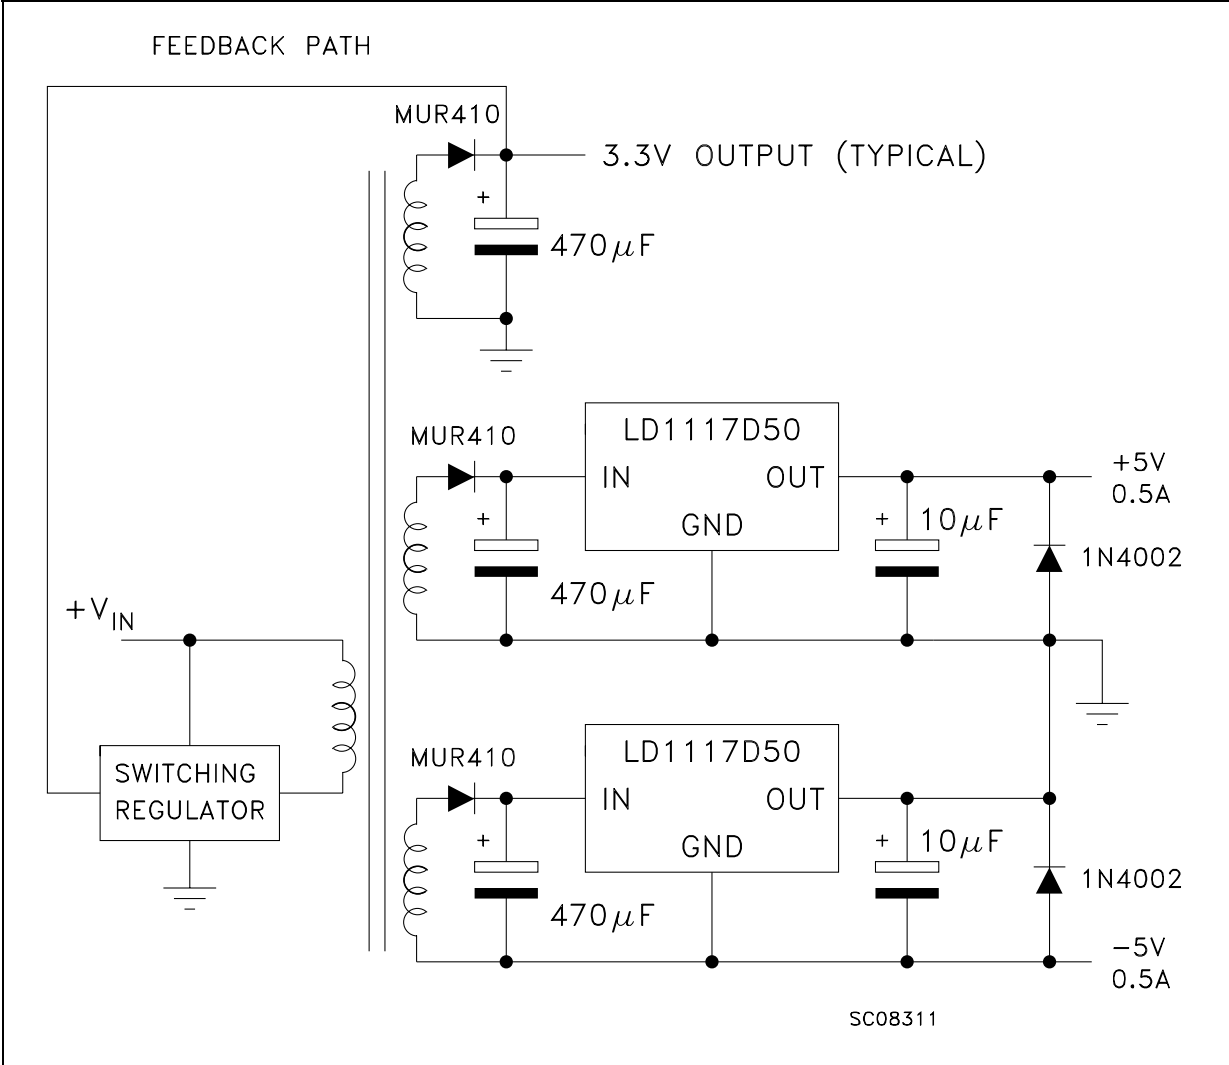 FEEDBACK PATH
MUR410
3.3V OUTPUT (TYPICAL)
+
470μF
MUR410
LD1117D50
IN
OUT
GND
+
470μF
+
10μF
+5V
0.5A
1N4002
+VIN
SWITCHING
REGULATOR
MUR410
LD1117D50
IN
OUT
GND
+
470μF
+
10μF
1N4002
−5V
0.5A
SC08311